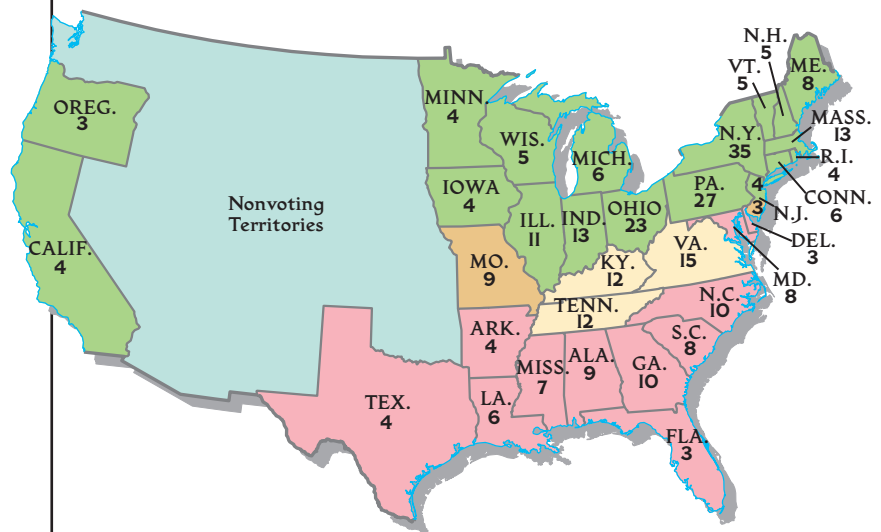 N.H.
5
VT.
5
ME.
8
OREG.
3
MINN.
4
WIS.
5
MICH.
6
N.Y.
35
MASS.
13
R.I.
4
CONN.
6
IOWA
4
PA.
27
4
3
N.J.
Nonvoting
Territories
ILL.
11
IND.
13
OHIO
23
DEL.
3
CALIF.
4
MO.
9
KY.
12
VA.
15
MD.
8
TENN.
12
N.C.
10
ARK.
4
S.C.
8
MISS.
7
ALA.
9
GA.
10
TEX.
4
LA.
6
FLA.
3